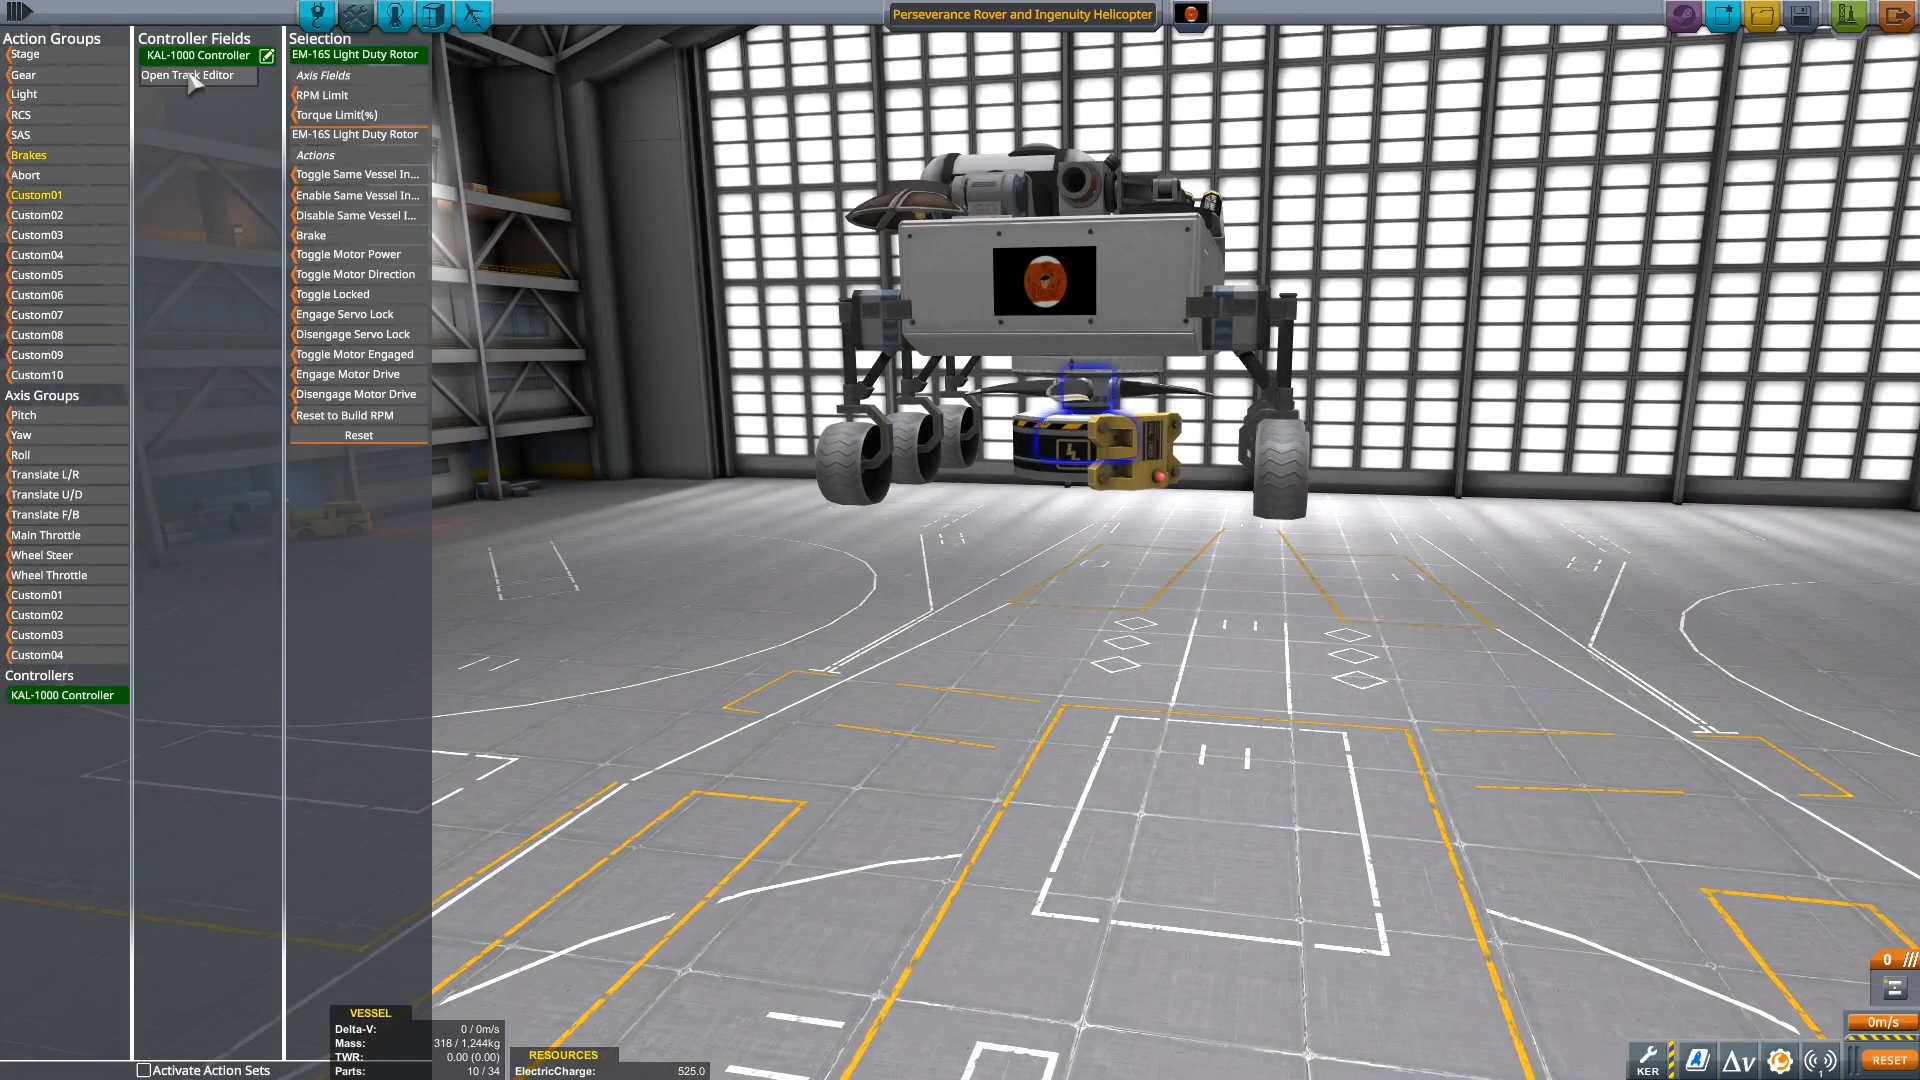 Perseverance Rover and Ingenuity Helicopter
Action Groups
Stage
Gear
Light
RCS
SAS
Brakes
Abort
Custom01
Custom02
Custom03
Custom04
Custom05
Custom06
Custom07
Custom08
Custom09
Custom10
Axis Groups
Pitch
Yaw
Roll
Translate L/R
Translate U/D
Translate F/B
Main Throttle
Wheel Steer
Wheel Throttle
Custom01
Custom02
Custom03
Custom04
Controllers
KAL-1000 Controller
Controller Fields
KAL-1000 Controller
Open Track Editor
Selection
EM-16S Light Duty Rotor
Axis Fields
RPM Limit
Torque Limit(%)
EM-16S Light Duty Rotor
Actions
Toggle Same Vessel In...
Enable Same Vessel In...
Disable Same Vessel I...
Brake
Toggle Motor Power
Toggle Motor Direction
Toggle Locked
Engage Servo Lock
Disengage Servo Lock
Toggle Motor Engaged
Engage Motor Drive
Disengage Motor Drive
Reset to Build RPM
Reset
Activate Action Sets
VESSEL
Delta-V: 0 / 0m/s
Mass: 318 / 1,244kg
TWR: 0.00 (0.00)
Parts: 10 / 34
RESOURCES
ElectricCharge: 525.0
0
0m/s
KER
Δv
1
RESET